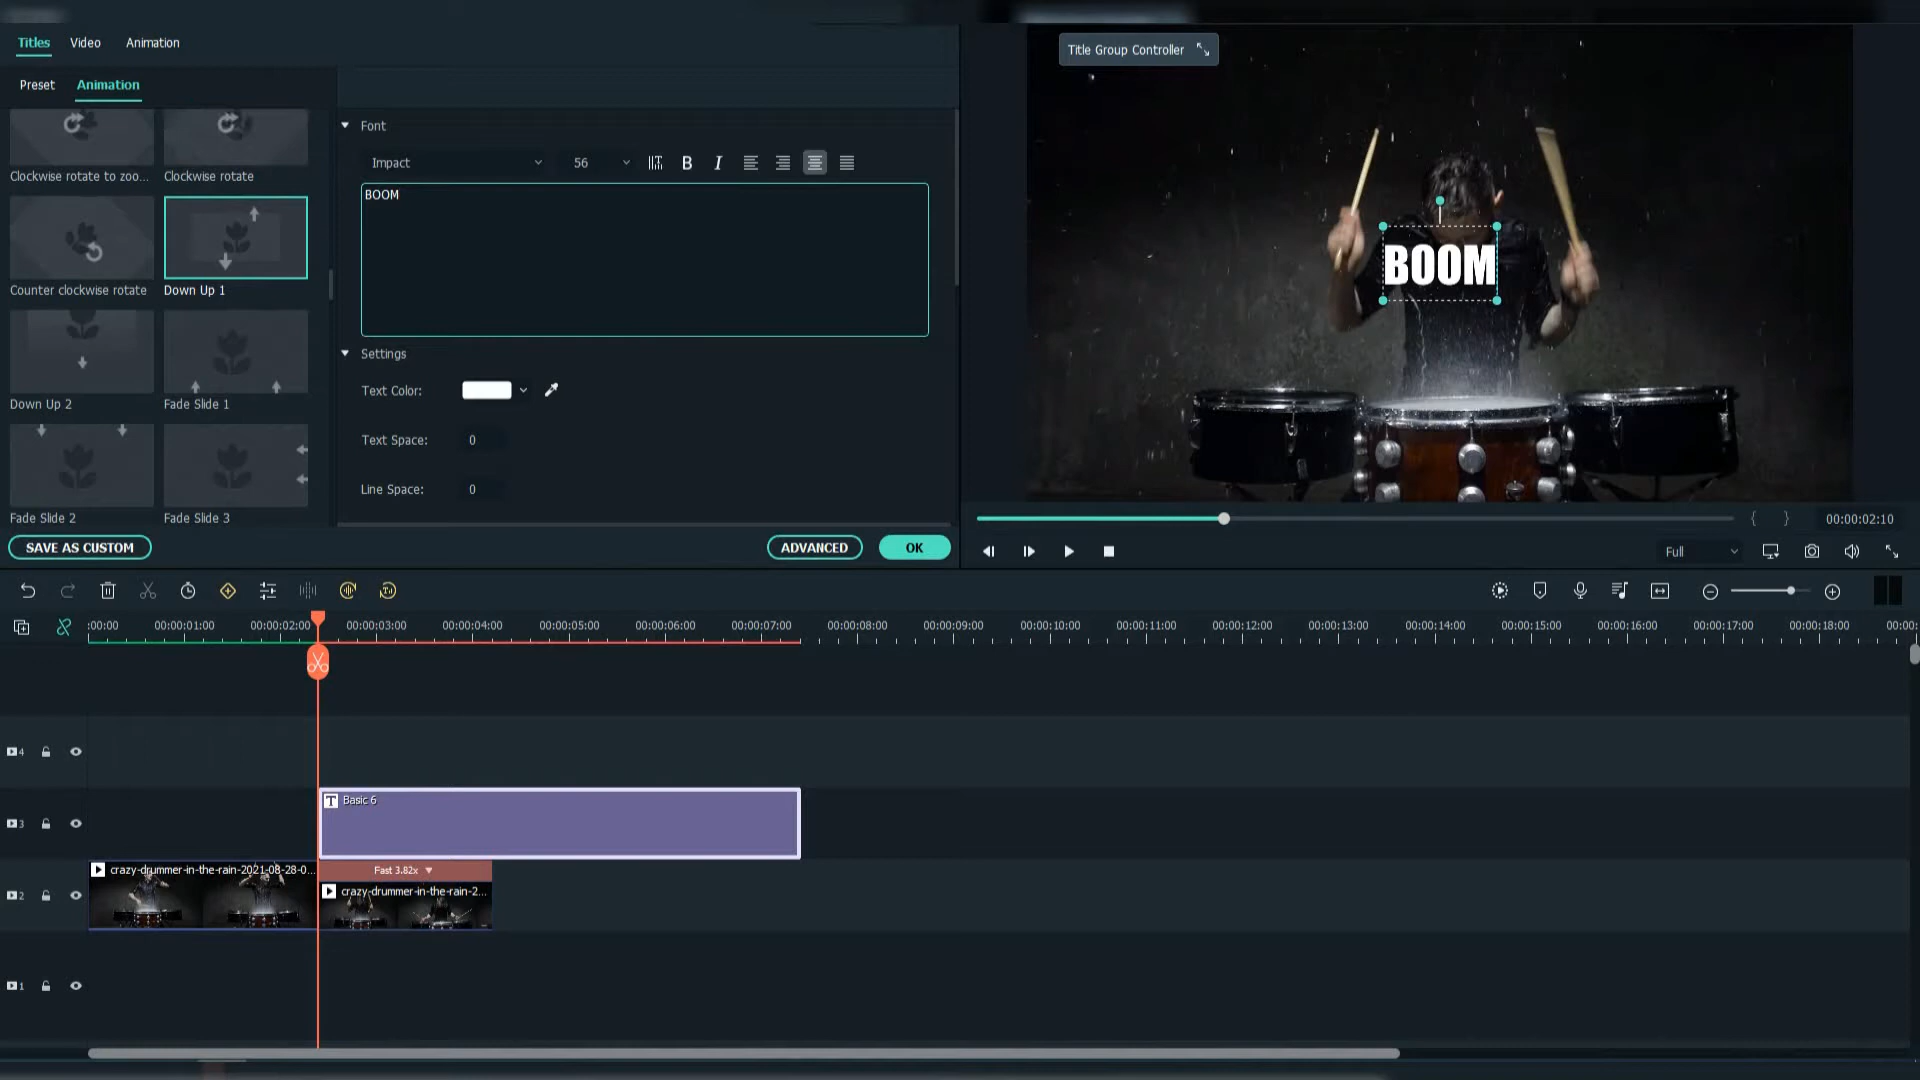 Titles Video Animation
Title Group Controller
Preset Animation
Font
Impact 56 B I
Clockwise rotate to zoo... Clockwise rotate
BOOM
BOOM
Counter clockwise rotate Down Up 1
Settings
Text Color:
Down Up 2 Fade Slide 1
Text Space: 0
Line Space: 0
Fade Slide 2 Fade Slide 3
{ } 00:00:02:10
SAVE AS CUSTOM ADVANCED OK
Full
:00:00 00:00:01:00 00:00:02:00 00:00:03:00 00:00:04:00 00:00:05:00 00:00:06:00 00:00:07:00 00:00:08:00 00:00:09:00 00:00:10:00 00:00:11:00 00:00:12:00 00:00:13:00 00:00:14:00 00:00:15:00 00:00:16:00 00:00:17:00 00:00:18:00 00:00:
4
T Basic 6
3
crazy-drummer-in-the-rain-2021-08-28-0... Fast 3.82x
crazy-drummer-in-the-rain-2...
2
1